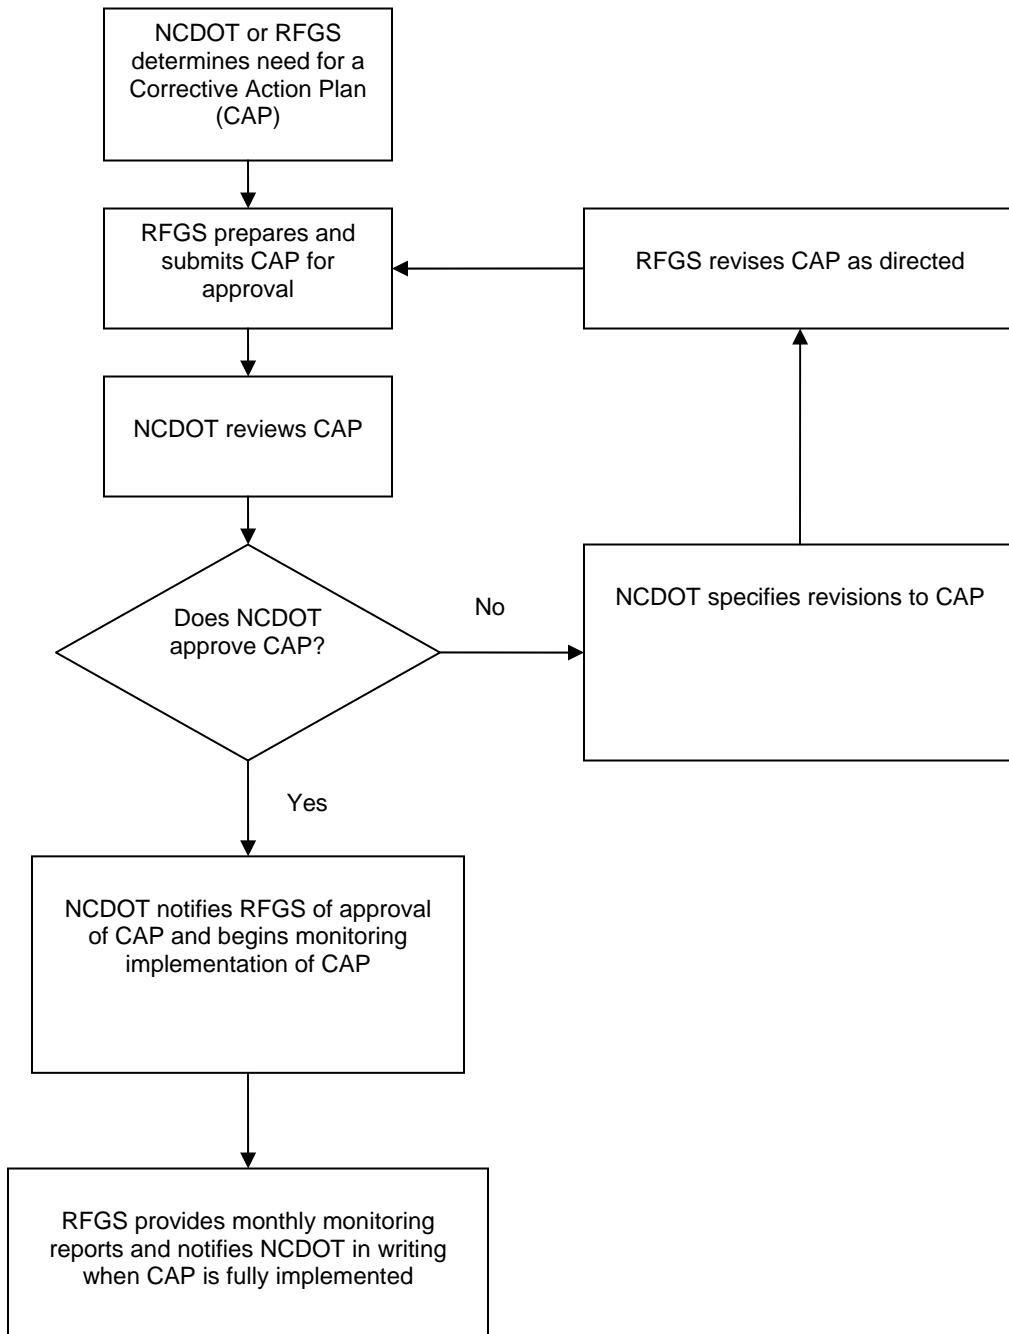 NCDOT or RFGS
determines need for a
Corrective Action Plan
(CAP)
RFGS prepares and
submits CAP for
approval
RFGS revises CAP as directed
NCDOT reviews CAP
Does NCDOT
approve CAP?
No
NCDOT specifies revisions to CAP
Yes
NCDOT notifies RFGS of approval
of CAP and begins monitoring
implementation of CAP
RFGS provides monthly monitoring
reports and notifies NCDOT in writing
when CAP is fully implemented